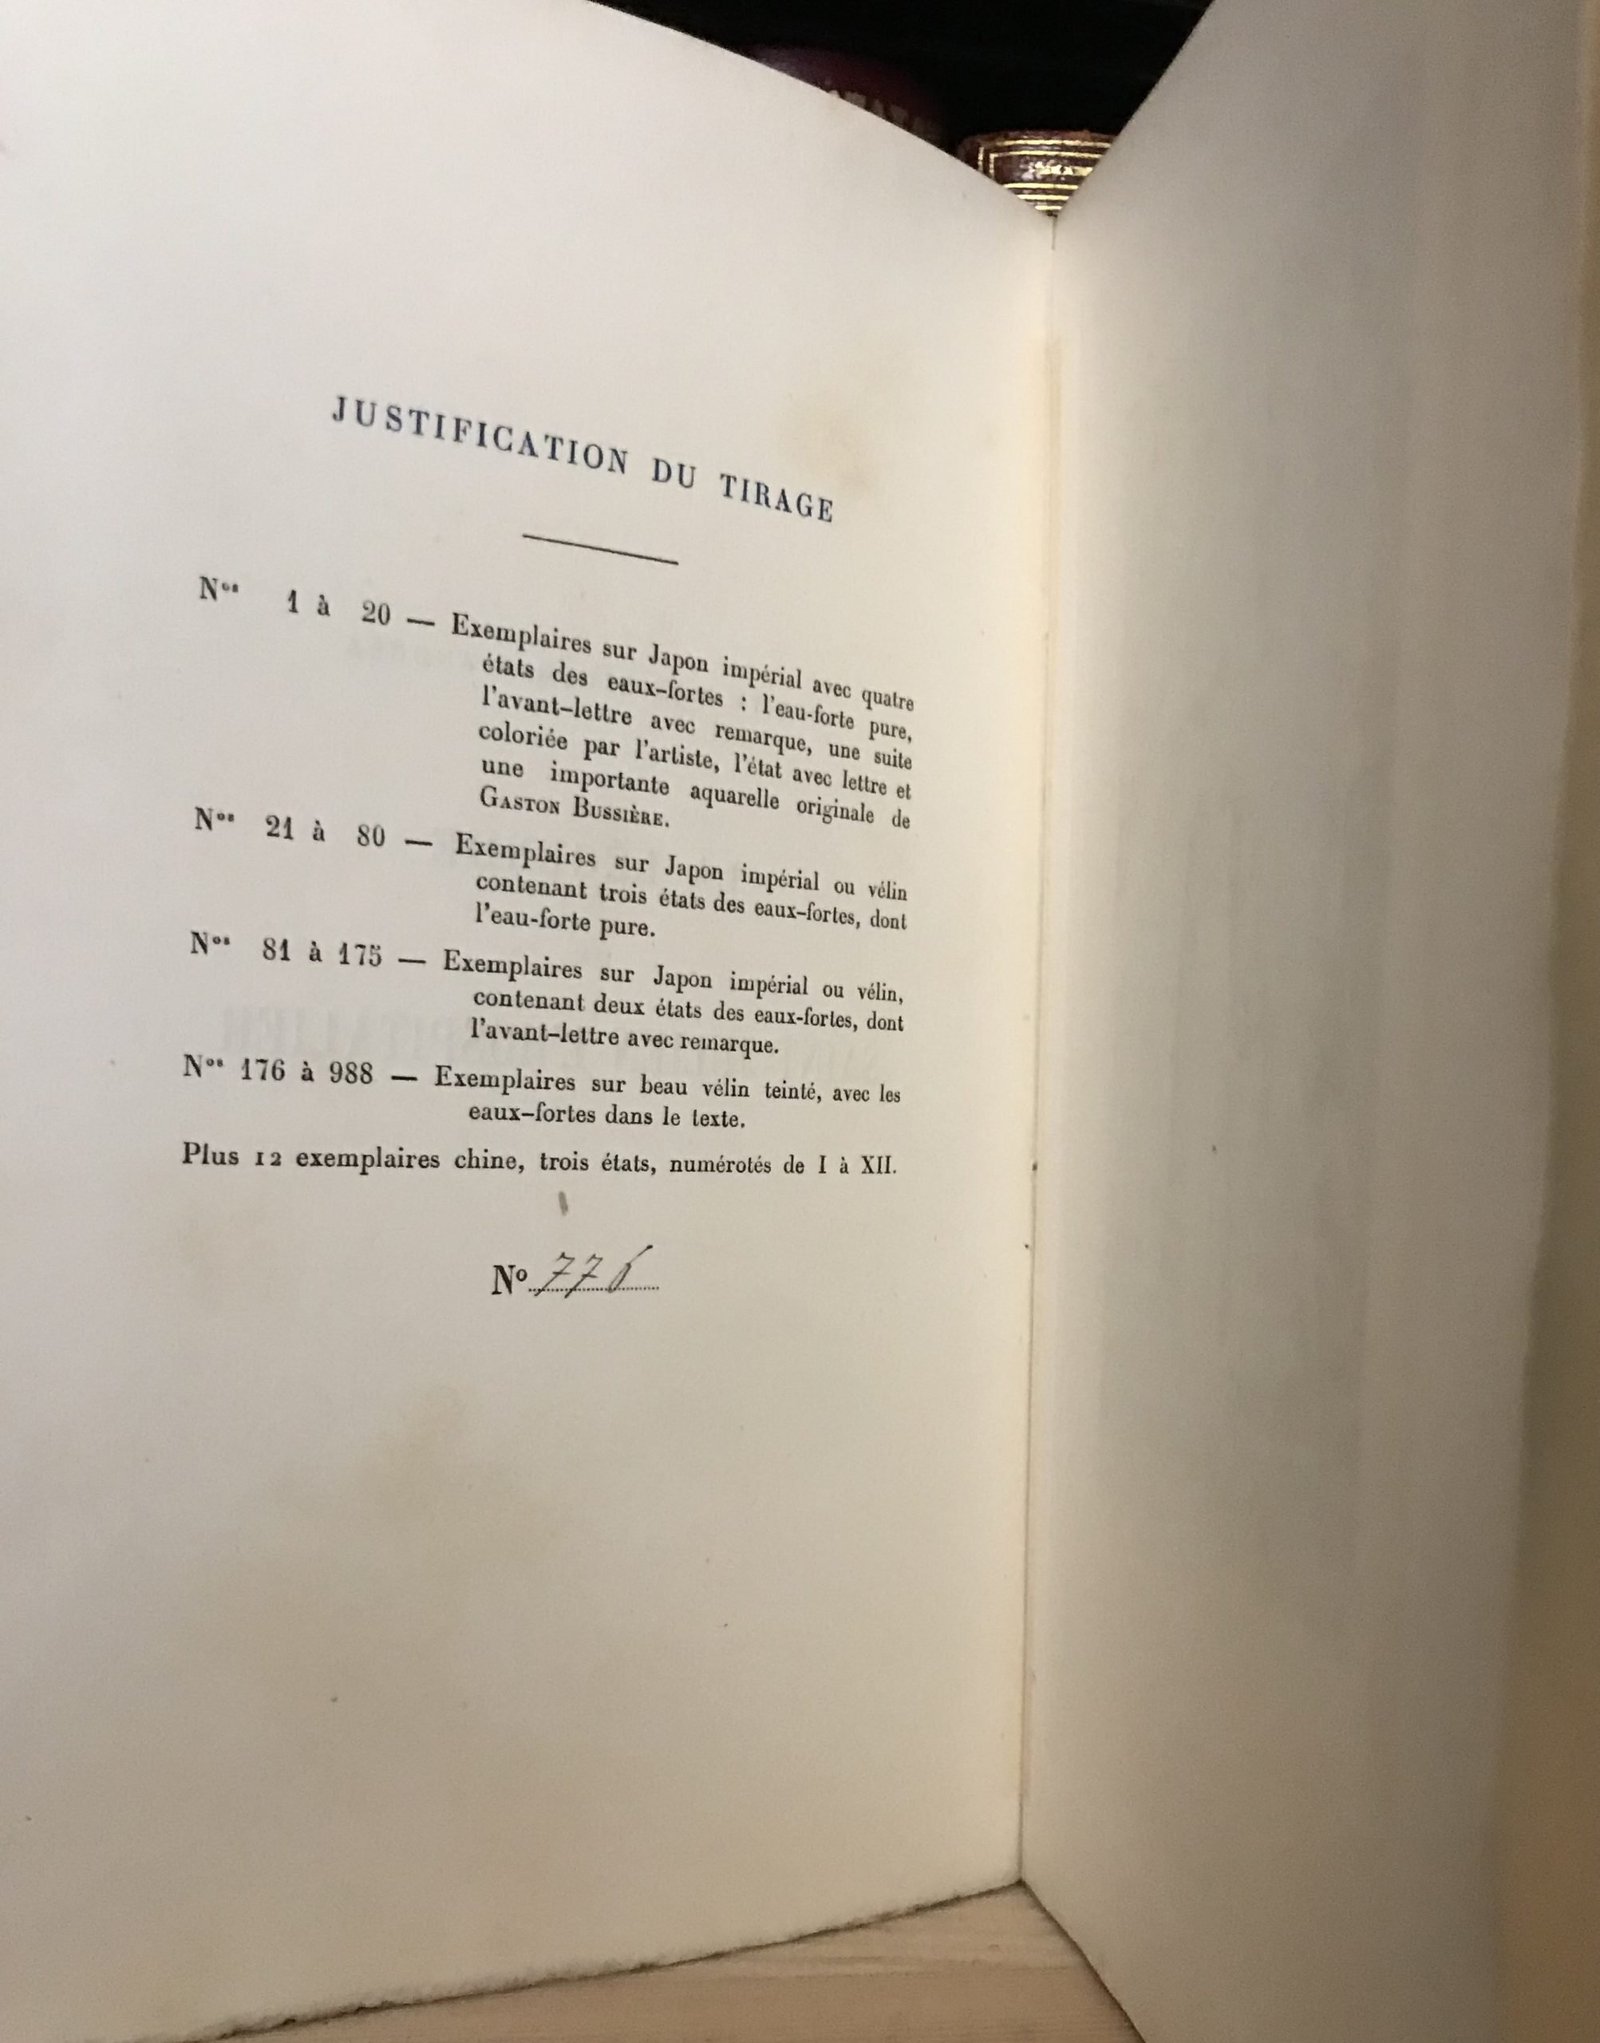 JUSTIFICATION DU TIRAGE
Nos 1 à 20 — Exemplaires sur Japon impérial avec quatre
états des eaux-fortes : l'eau-forte pure,
l'avant-lettre avec remarque, une suite
coloriée par l'artiste, l'état avec lettre et
une importante aquarelle originale de
GASTON BUSSIÈRE.
Nos 21 à 80 — Exemplaires sur Japon impérial ou vélin
contenant trois états des eaux-fortes, dont
l'eau-forte pure.
Nos 81 à 175 — Exemplaires sur Japon impérial ou vélin,
contenant deux états des eaux-fortes, dont
l'avant-lettre avec remarque.
Nos 176 à 988 — Exemplaires sur beau vélin teinté, avec les
eaux-fortes dans le texte.
Plus 12 exemplaires chine, trois états, numérotés de I à XII.
No 776